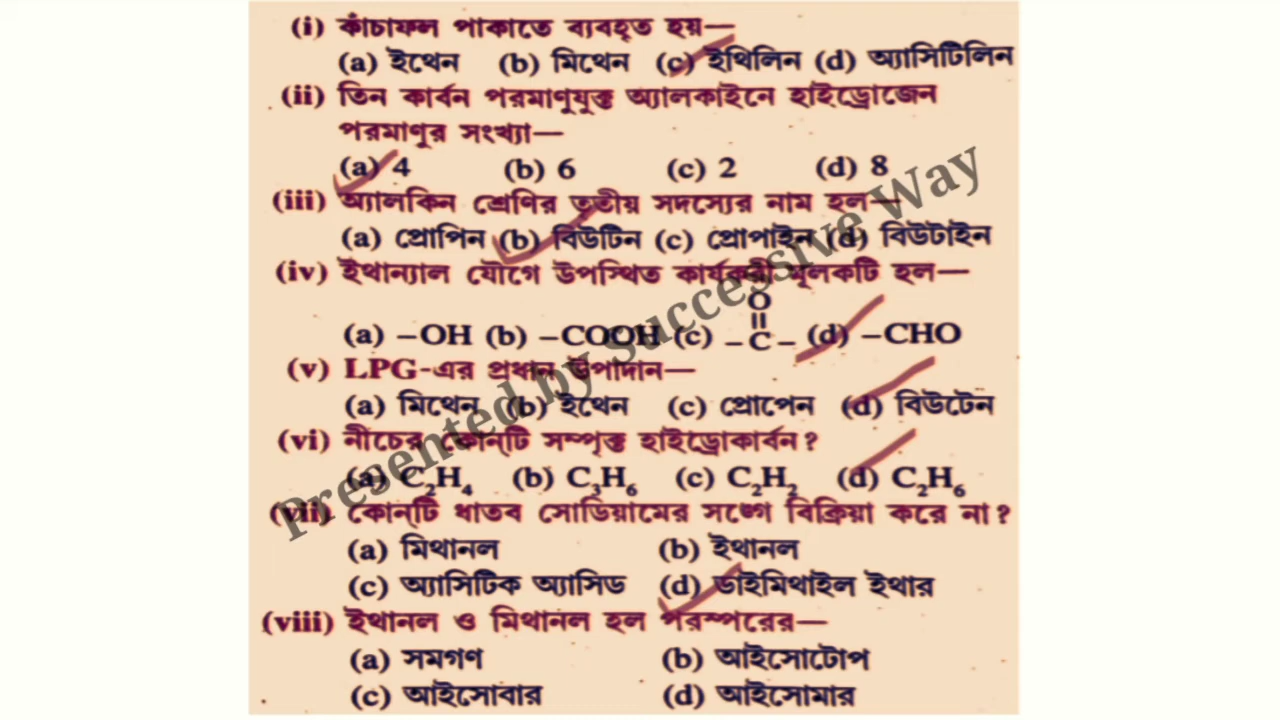 (i) কাঁচাফল পাকাতে ব্যবহৃত হয়—
(a) ইথেন (b) মিথেন (c) ইথিলিন (d) অ্যাসিটিলিন
(ii) তিন কার্বন পরমাণুযুক্ত অ্যালকাইনে হাইড্রোজেন
পরমাণুর সংখ্যা—
(a) 4 (b) 6 (c) 2 (d) 8
(iii) অ্যালকিন শ্রেণির তৃতীয় সদস্যের নাম হল—
(a) প্রোপিন (b) বিউটিন (c) প্রোপাইন (d) বিউটাইন
(iv) ইথান্যাল যৌগে উপস্থিত কার্যকরী মূলকটি হল—
O
||
(a) –OH (b) –COOH (c) –C– (d) –CHO
(v) LPG-এর প্রধান উপাদান—
(a) মিথেন (b) ইথেন (c) প্রোপেন (d) বিউটেন
(vi) নীচের কোন্‌টি সম্পৃক্ত হাইড্রোকার্বন?
(a) C₂H₄ (b) C₃H₆ (c) C₂H₂ (d) C₂H₆
(vii) কোন্‌টি ধাতব সোডিয়ামের সঙ্গে বিক্রিয়া করে না?
(a) মিথানল (b) ইথানল
(c) অ্যাসিটিক অ্যাসিড (d) ডাইমিথাইল ইথার
(viii) ইথানল ও মিথানল হল পরস্পরের—
(a) সমগণ (b) আইসোটোপ
(c) আইসোবার (d) আইসোমার
Presented by Successive Way